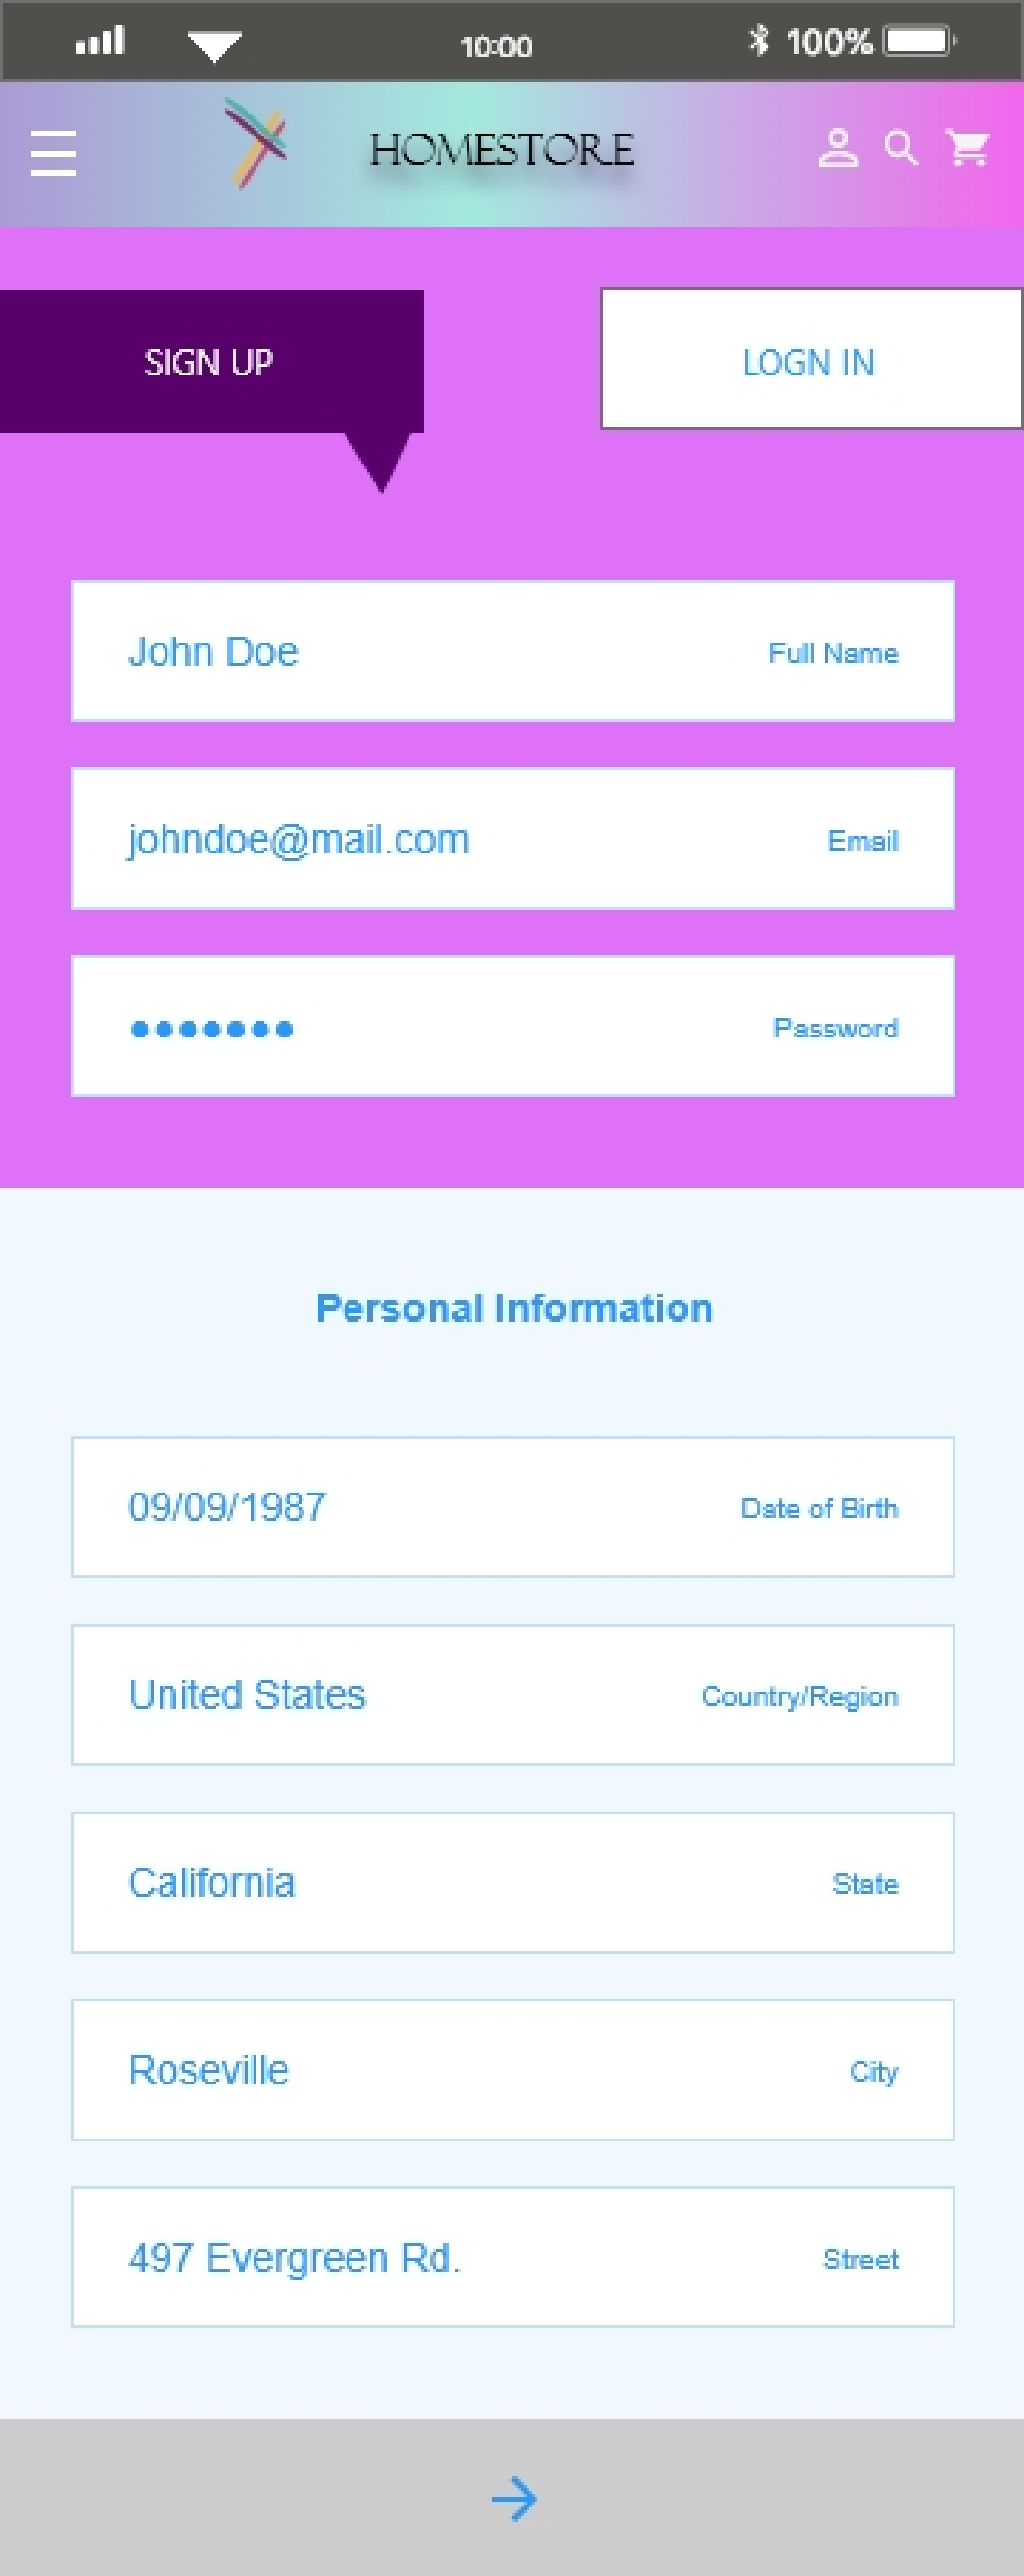 10:00 100%
HOMESTORE
SIGN UP LOGN IN
John Doe Full Name
johndoe@mail.com Email
Password
Personal Information
09/09/1987 Date of Birth
United States Country/Region
California State
Roseville City
497 Evergreen Rd. Street